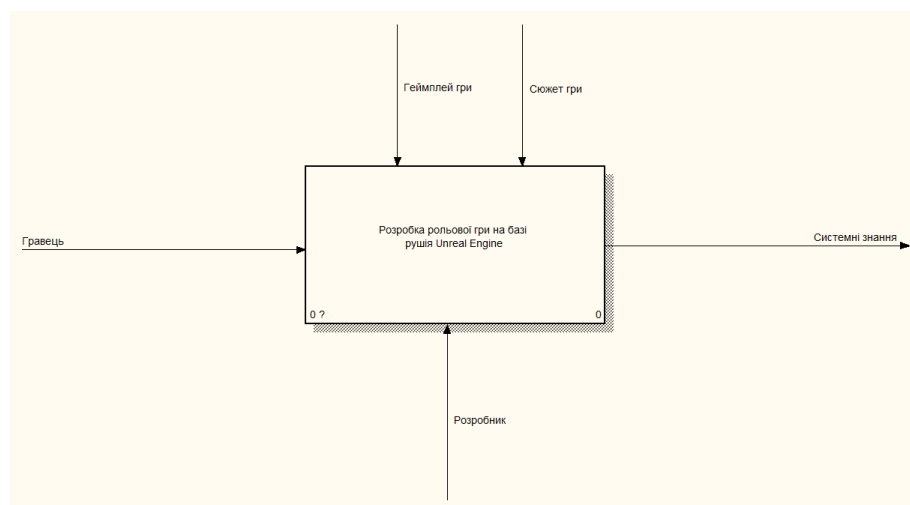 Геймплей гри
Сюжет гри
Розробка рольової гри на базі
рушія Unreal Engine
Гравець
Системні знання
0 ?
0
Розробник